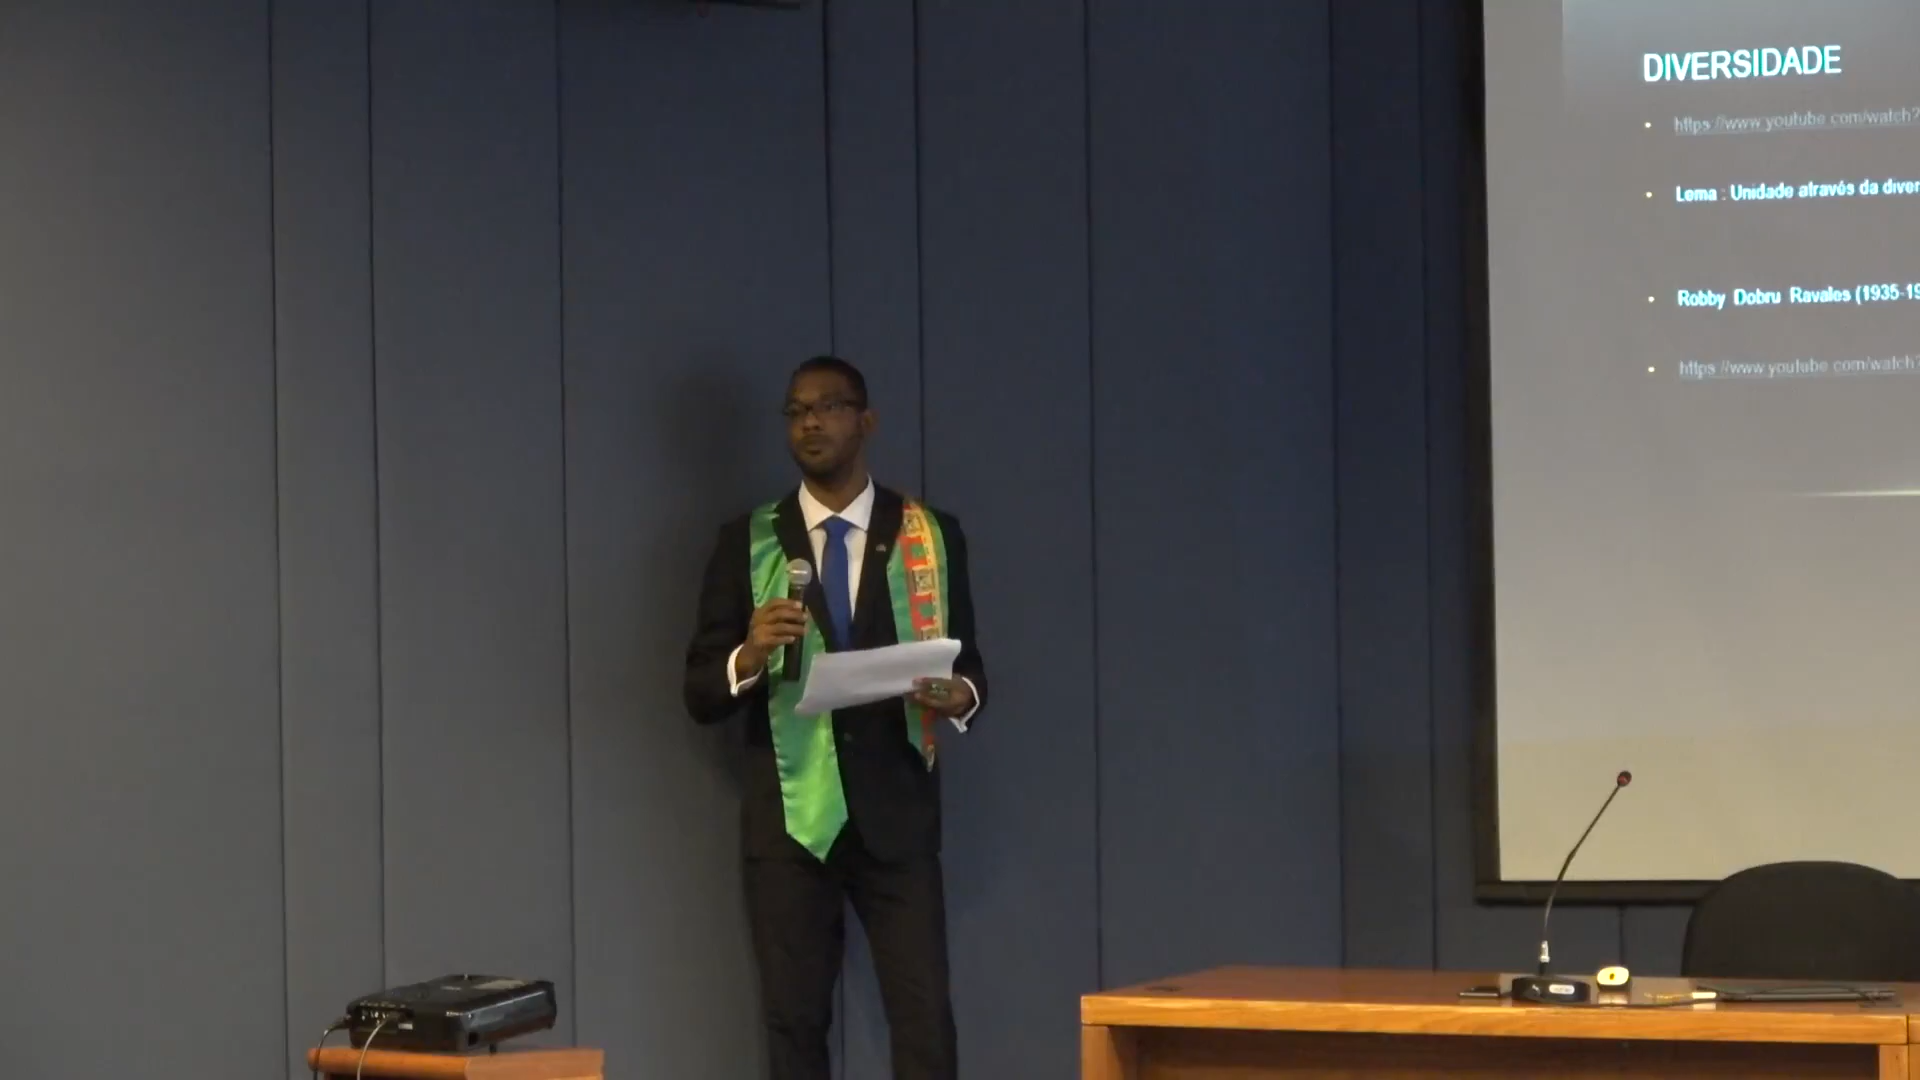 DIVERSIDADE
https://www.youtube.com/watch?
Lema : Unidade através da diver
Robby Dobru Ravales (1935-19
https://www.youtube.com/watch?